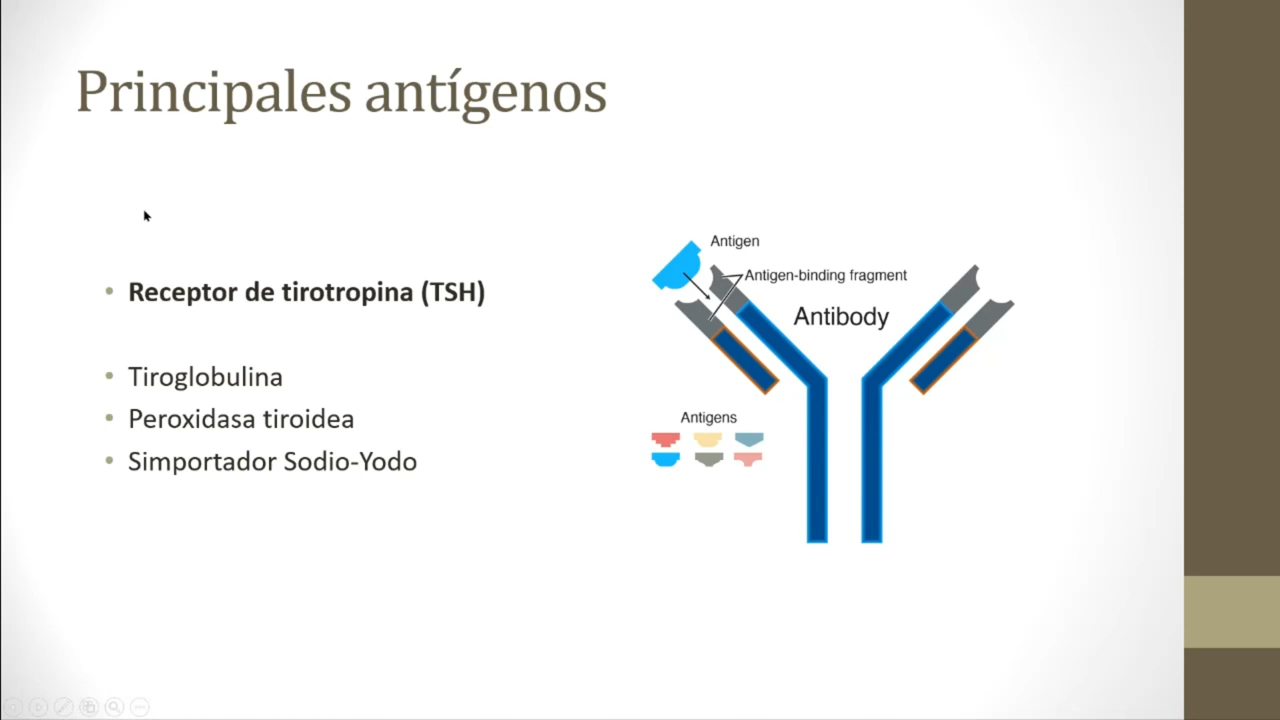 Principales antígenos
• Receptor de tirotropina (TSH)
• Tiroglobulina
• Peroxidasa tiroidea
• Simportador Sodio-Yodo
Antigen
Antigen-binding fragment
Antibody
Antigens